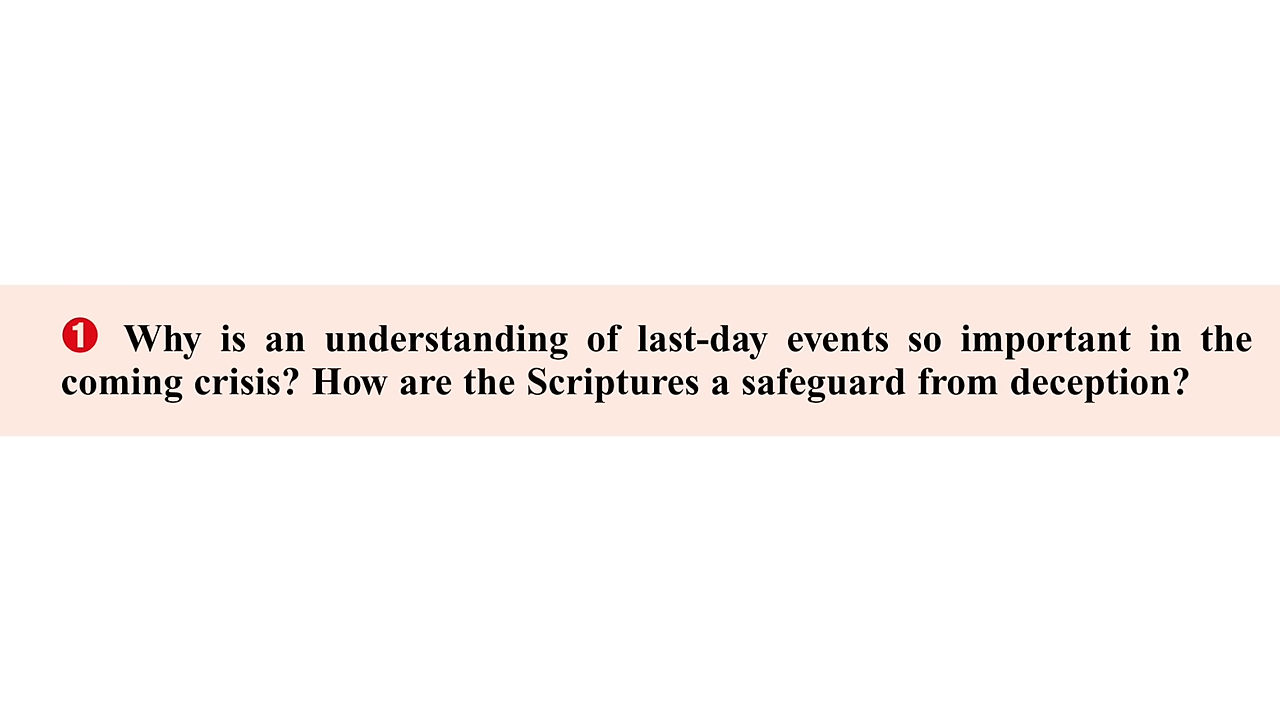 ❶ Why is an understanding of last-day events so important in the
coming crisis? How are the Scriptures a safeguard from deception?